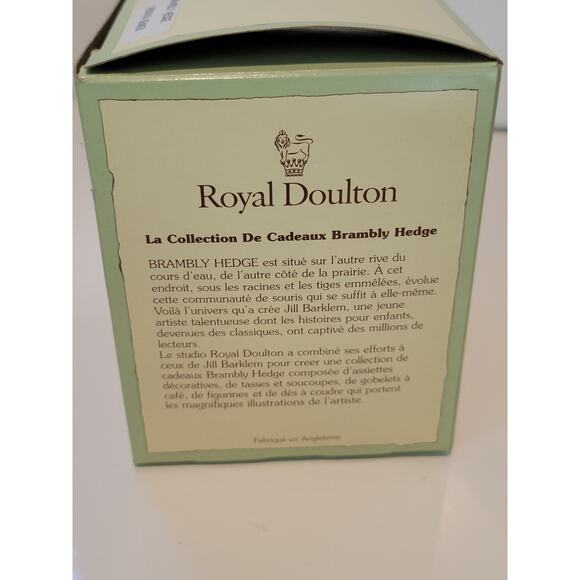 Royal Doulton
La Collection De Cadeaux Brambly Hedge
BRAMBLY HEDGE est situé sur l'autre rive du
cours d'eau, de l'autre côté de la prairie. À cet
endroit, sous les racines et les tiges emmêlées, évolue
cette communauté de souris qui se suffit à elle-même.
Voilà l'univers qu'a crée Jill Barklem, une jeune
artiste talentueuse dont les histoires pour enfants,
devenues des classiques, ont captivé des millions de
lecteurs.
Le studio Royal Doulton a combiné ses efforts à
ceux de Jill Barklem pour creer une collection de
cadeaux Brambly Hedge composée d'assiettes
décoratives, de tasses et soucoupes, de gobelets à
café, de figurines et de dés à coudre qui portent
les magnifiques illustrations de l'artiste.
Fabriqué en Angleterre